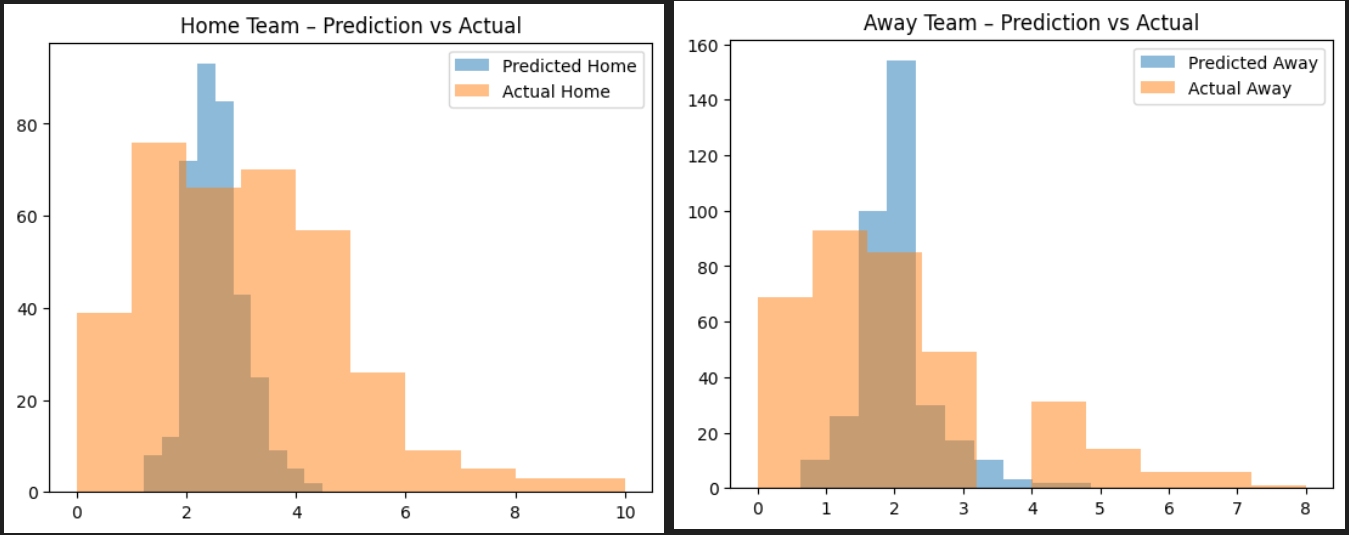 Home Team – Prediction vs Actual
Predicted Home
Actual Home
80
60
40
20
0
0 2 4 6 8 10
Away Team – Prediction vs Actual
Predicted Away
Actual Away
160
140
120
100
80
60
40
20
0
0 1 2 3 4 5 6 7 8